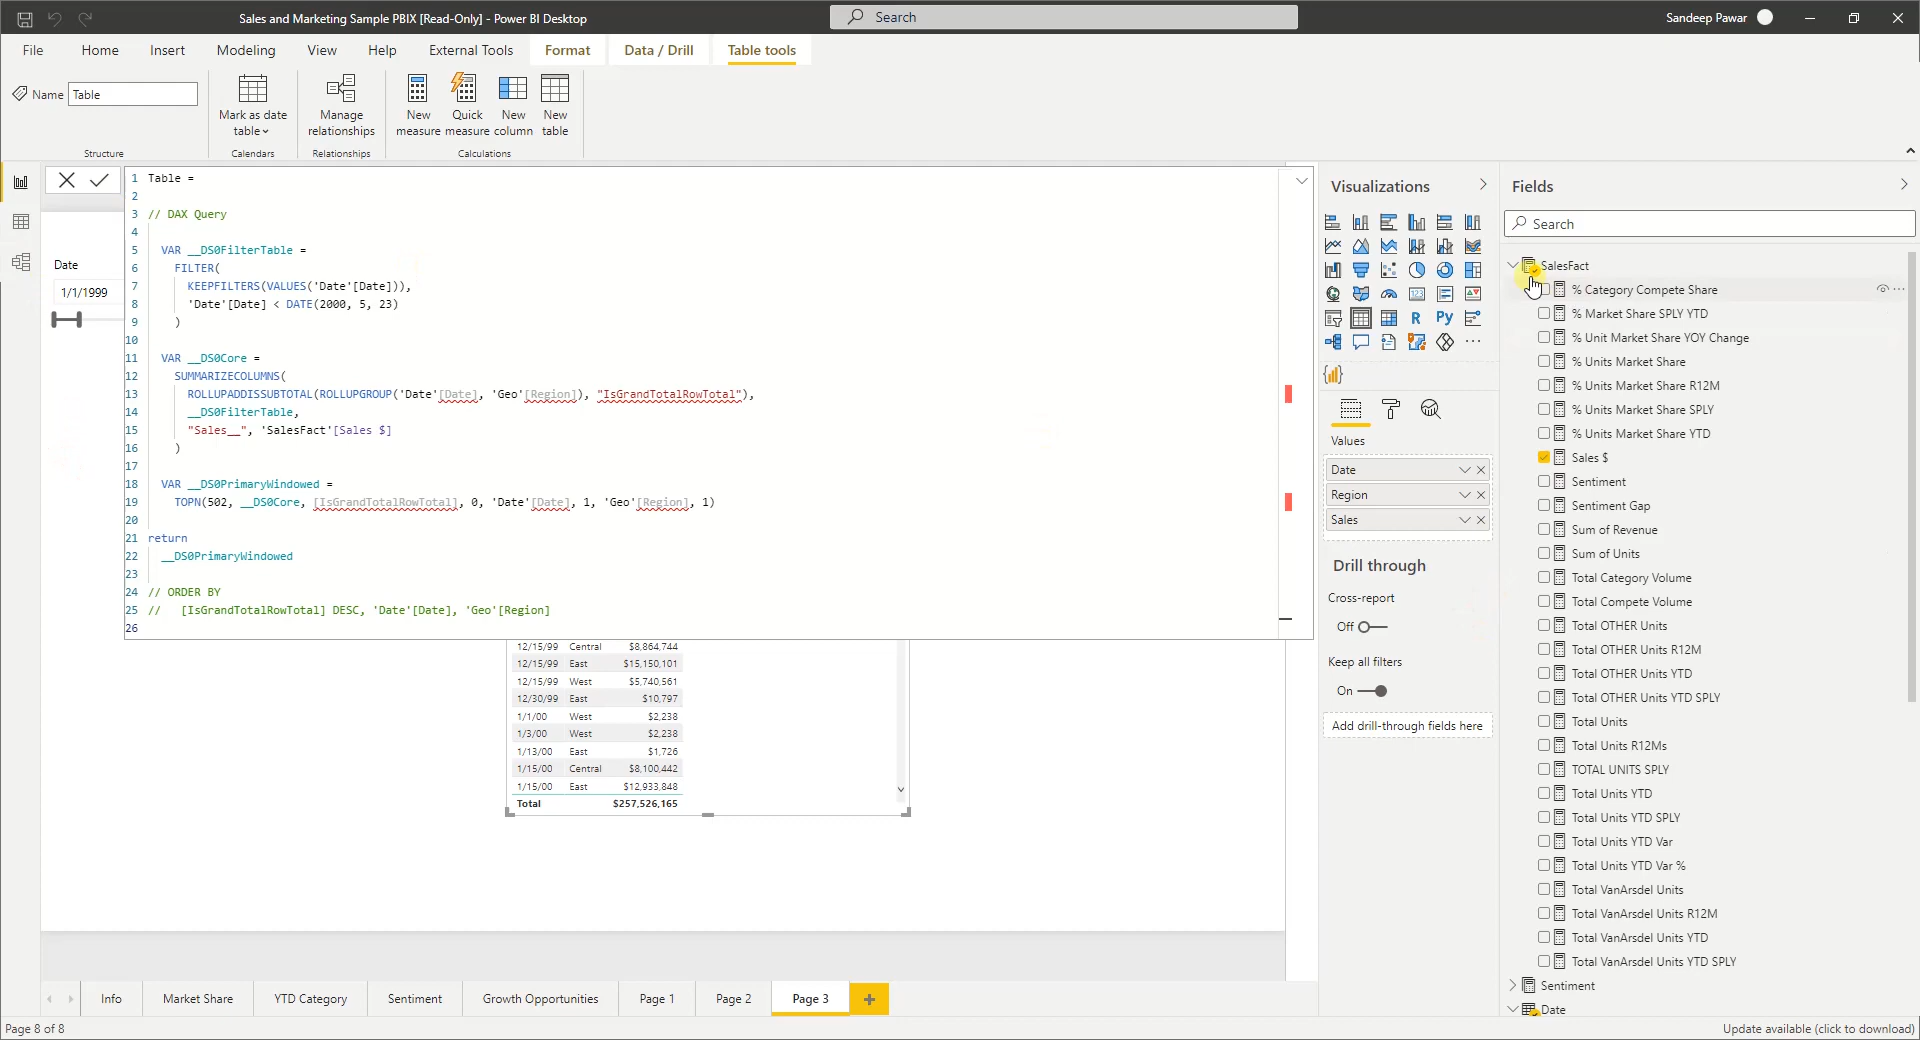 Sales and Marketing Sample PBIX [Read-Only] - Power BI Desktop
Search
Sandeep Pawar
File
Home
Insert
Modeling
View
Help
External Tools
Format
Data / Drill
Table tools
Name
Table
Mark as date
table
Manage
relationships
New
measure
Quick
measure
New
column
New
table
Structure
Calendars
Relationships
Calculations
Date
1/1/1999
1 Table =
2
3 // DAX Query
4
5 VAR __DS0FilterTable =
6 FILTER(
7 KEEPFILTERS(VALUES('Date'[Date])),
8 'Date'[Date] < DATE(2000, 5, 23)
9 )
10
11 VAR __DS0Core =
12 SUMMARIZECOLUMNS(
13 ROLLUPADDISSUBTOTAL(ROLLUPGROUP('Date'[Date], 'Geo'[Region]), "IsGrandTotalRowTotal"),
14 __DS0FilterTable,
15 "Sales__", 'SalesFact'[Sales $]
16 )
17
18 VAR __DS0PrimaryWindowed =
19 TOPN(502, __DS0Core, [IsGrandTotalRowTotal], 0, 'Date'[Date], 1, 'Geo'[Region], 1)
20
21 return
22 __DS0PrimaryWindowed
23
24 // ORDER BY
25 // [IsGrandTotalRowTotal] DESC, 'Date'[Date], 'Geo'[Region]
26
12/15/99 Central $8,864,744
12/15/99 East $15,150,101
12/15/99 West $5,740,561
12/30/99 East $10,797
1/1/00 West $2,238
1/3/00 West $2,238
1/13/00 East $1,726
1/15/00 Central $8,100,442
1/15/00 East $12,933,848
Total $257,526,165
Visualizations
R
Py
Values
Date
Region
Sales
Drill through
Cross-report
Off
Keep all filters
On
Add drill-through fields here
Fields
Search
SalesFact
% Category Compete Share
% Market Share SPLY YTD
% Unit Market Share YOY Change
% Units Market Share
% Units Market Share R12M
% Units Market Share SPLY
% Units Market Share YTD
Sales $
Sentiment
Sentiment Gap
Sum of Revenue
Sum of Units
Total Category Volume
Total Compete Volume
Total OTHER Units
Total OTHER Units R12M
Total OTHER Units YTD
Total OTHER Units YTD SPLY
Total Units
Total Units R12Ms
TOTAL UNITS SPLY
Total Units YTD
Total Units YTD SPLY
Total Units YTD Var
Total Units YTD Var %
Total VanArsdel Units
Total VanArsdel Units R12M
Total VanArsdel Units YTD
Total VanArsdel Units YTD SPLY
Sentiment
Date
Info
Market Share
YTD Category
Sentiment
Growth Opportunities
Page 1
Page 2
Page 3
Page 8 of 8
Update available (click to download)